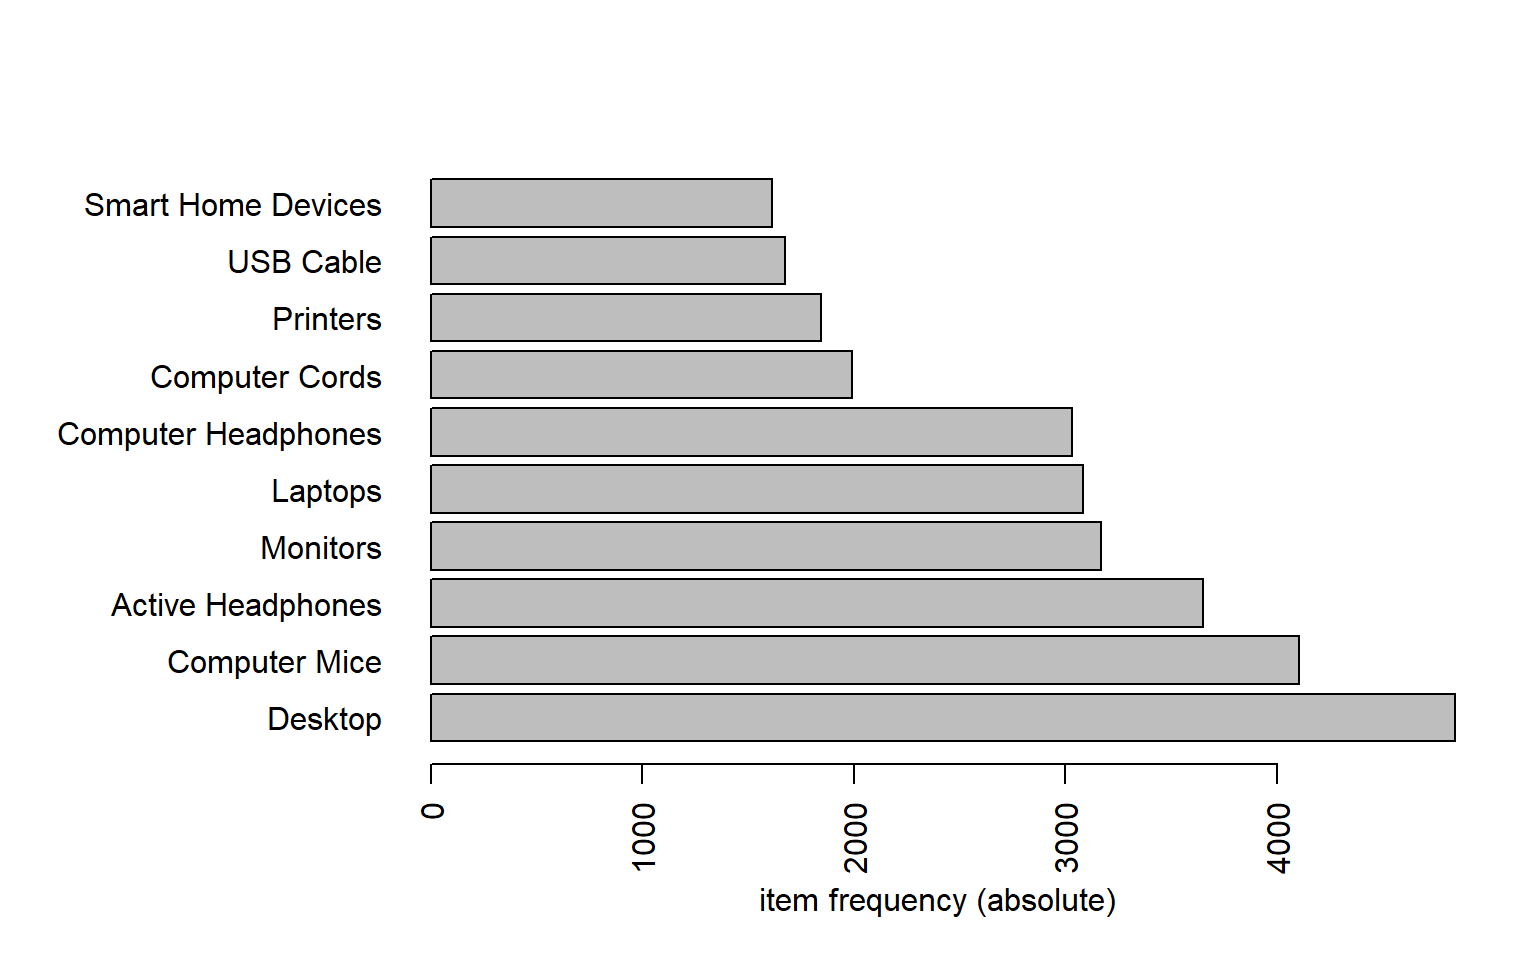 Smart Home Devices
USB Cable
Printers
Computer Cords
Computer Headphones
Laptops
Monitors
Active Headphones
Computer Mice
Desktop
0
1000
2000
3000
4000
item frequency (absolute)